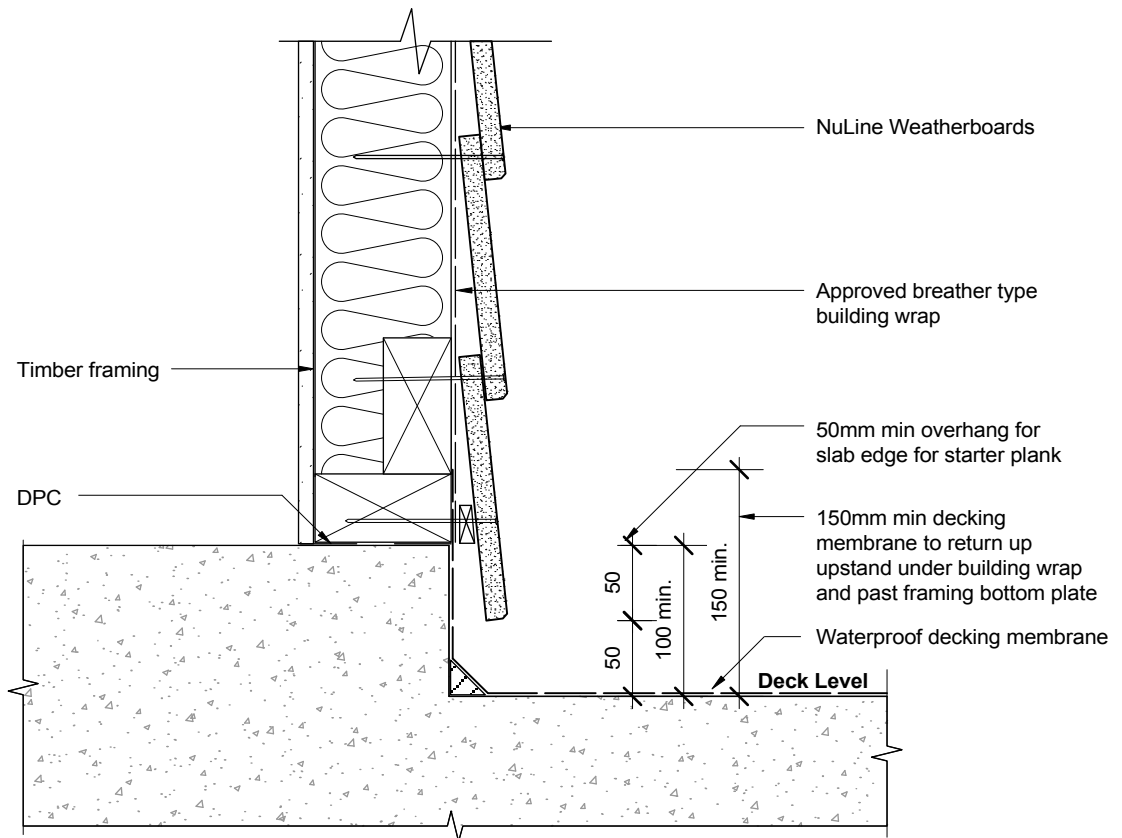 NuLine Weatherboards
Approved breather type
building wrap
Timber framing
50mm min overhang for
slab edge for starter plank
DPC
150mm min decking
membrane to return up
upstand under building wrap
and past framing bottom plate
50
50
100 min.
150 min.
Waterproof decking membrane
Deck Level